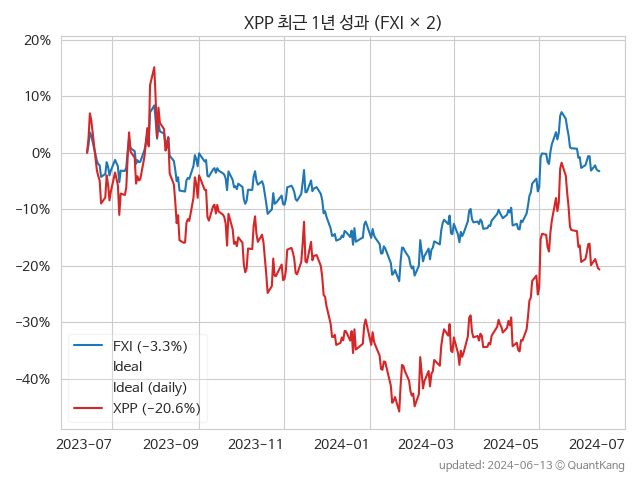 XPP 최근 1년 성과 (FXI × 2)
20%
10%
0%
−10%
−20%
−30%
−40%
FXI (−3.3%)
Ideal
Ideal (daily)
XPP (−20.6%)
2023-07 2023-09 2023-11 2024-01 2024-03 2024-05 2024-07
updated: 2024-06-13 © QuantKang